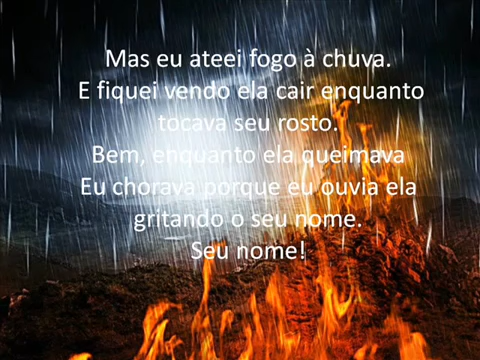 Mas eu ateei fogo à chuva.
E fiquei vendo ela cair enquanto
tocava seu rosto.
Bem, enquanto ela queimava
Eu chorava porque eu ouvia ela
gritando o seu nome.
Seu nome!